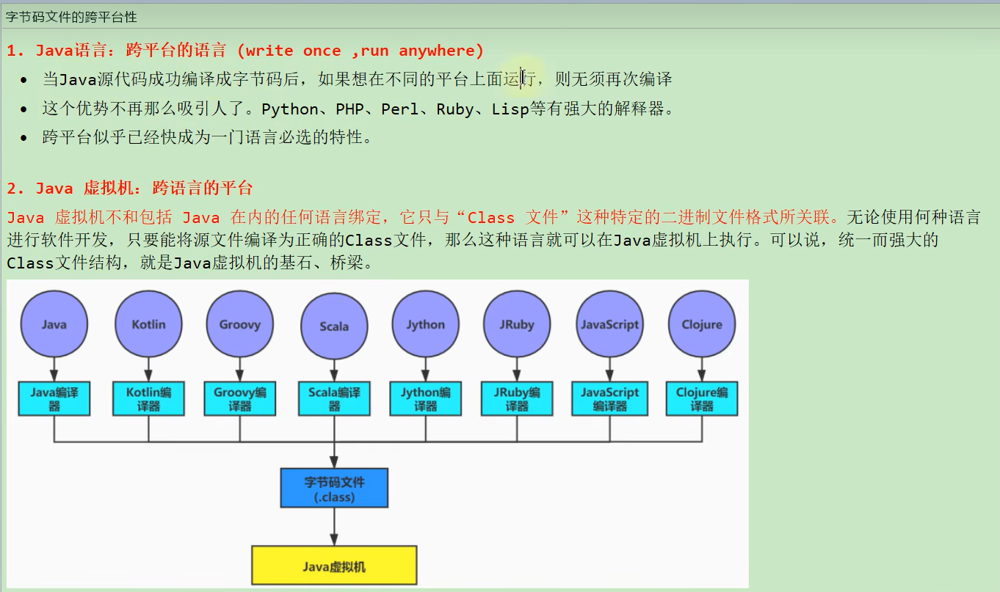 字节码文件的跨平台性
1. Java语言：跨平台的语言（write once ,run anywhere)
• 当Java源代码成功编译成字节码后，如果想在不同的平台上面运行，则无须再次编译
• 这个优势不再那么吸引人了。Python、PHP、Perl、Ruby、Lisp等有强大的解释器。
• 跨平台似乎已经快成为一门语言必选的特性。
2. Java 虚拟机：跨语言的平台
Java 虚拟机不和包括 Java 在内的任何语言绑定，它只与“Class 文件”这种特定的二进制文件格式所关联。无论使用何种语言
进行软件开发，只要能将源文件编译为正确的Class文件，那么这种语言就可以在Java虚拟机上执行。可以说，统一而强大的
Class文件结构，就是Java虚拟机的基石、桥梁。
Java Kotlin Groovy Scala Jython JRuby JavaScript Clojure
Java编译 Kotlin编 Groovy编 Scala编译 Jython编 JRuby编 JavaScript Clojure编
器 译器 译器 器 译器 译器 编译器 译器
字节码文件
(.class)
Java虚拟机